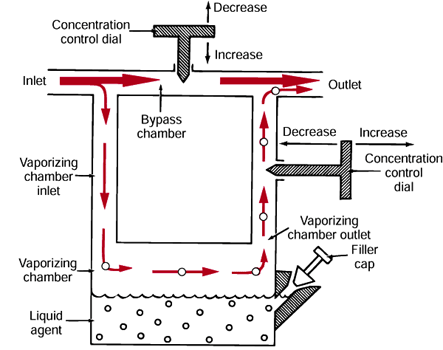 Decrease
Concentration
control dial
Increase
Inlet
Outlet
Bypass
chamber
Decrease
Increase
Vaporizing
chamber
inlet
Concentration
control
dial
Vaporizing
chamber outlet
Filler
cap
Vaporizing
chamber
Liquid
agent